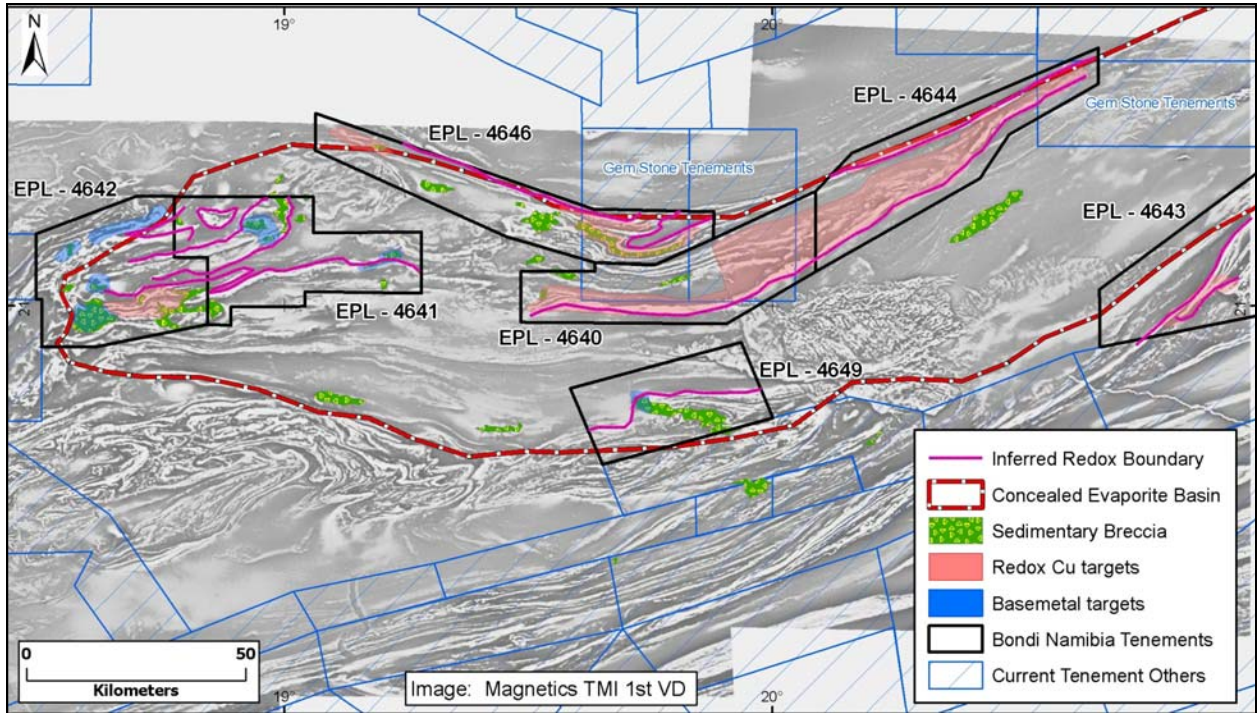 N
19°
20°
EPL - 4646
EPL - 4644
Gem Stone Tenements
Gem Stone Tenements
EPL - 4642
EPL - 4643
21°
21°
EPL - 4641
EPL - 4640
EPL - 4649
Inferred Redox Boundary
Concealed Evaporite Basin
Sedimentary Breccia
Redox Cu targets
Basemetal targets
Bondi Namibia Tenements
Current Tenement Others
0 50
Kilometers
Image: Magnetics TMI 1st VD
19°
20°